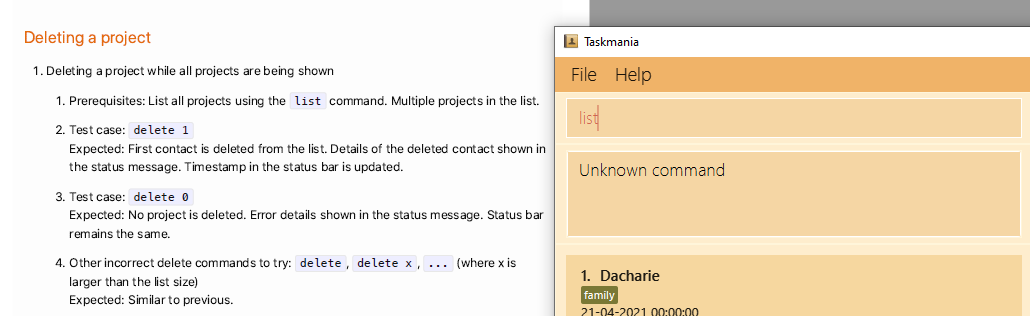 Deleting a project
1. Deleting a project while all projects are being shown
1. Prerequisites: List all projects using the list command. Multiple projects in the list.
2. Test case: delete 1
Expected: First contact is deleted from the list. Details of the deleted contact shown in
the status message. Timestamp in the status bar is updated.
3. Test case: delete 0
Expected: No project is deleted. Error details shown in the status message. Status bar
remains the same.
4. Other incorrect delete commands to try: delete, delete x, ... (where x is
larger than the list size)
Expected: Similar to previous.
Taskmania
File Help
list
Unknown command
1. Dacharie
family
21-04-2021 00:00:00